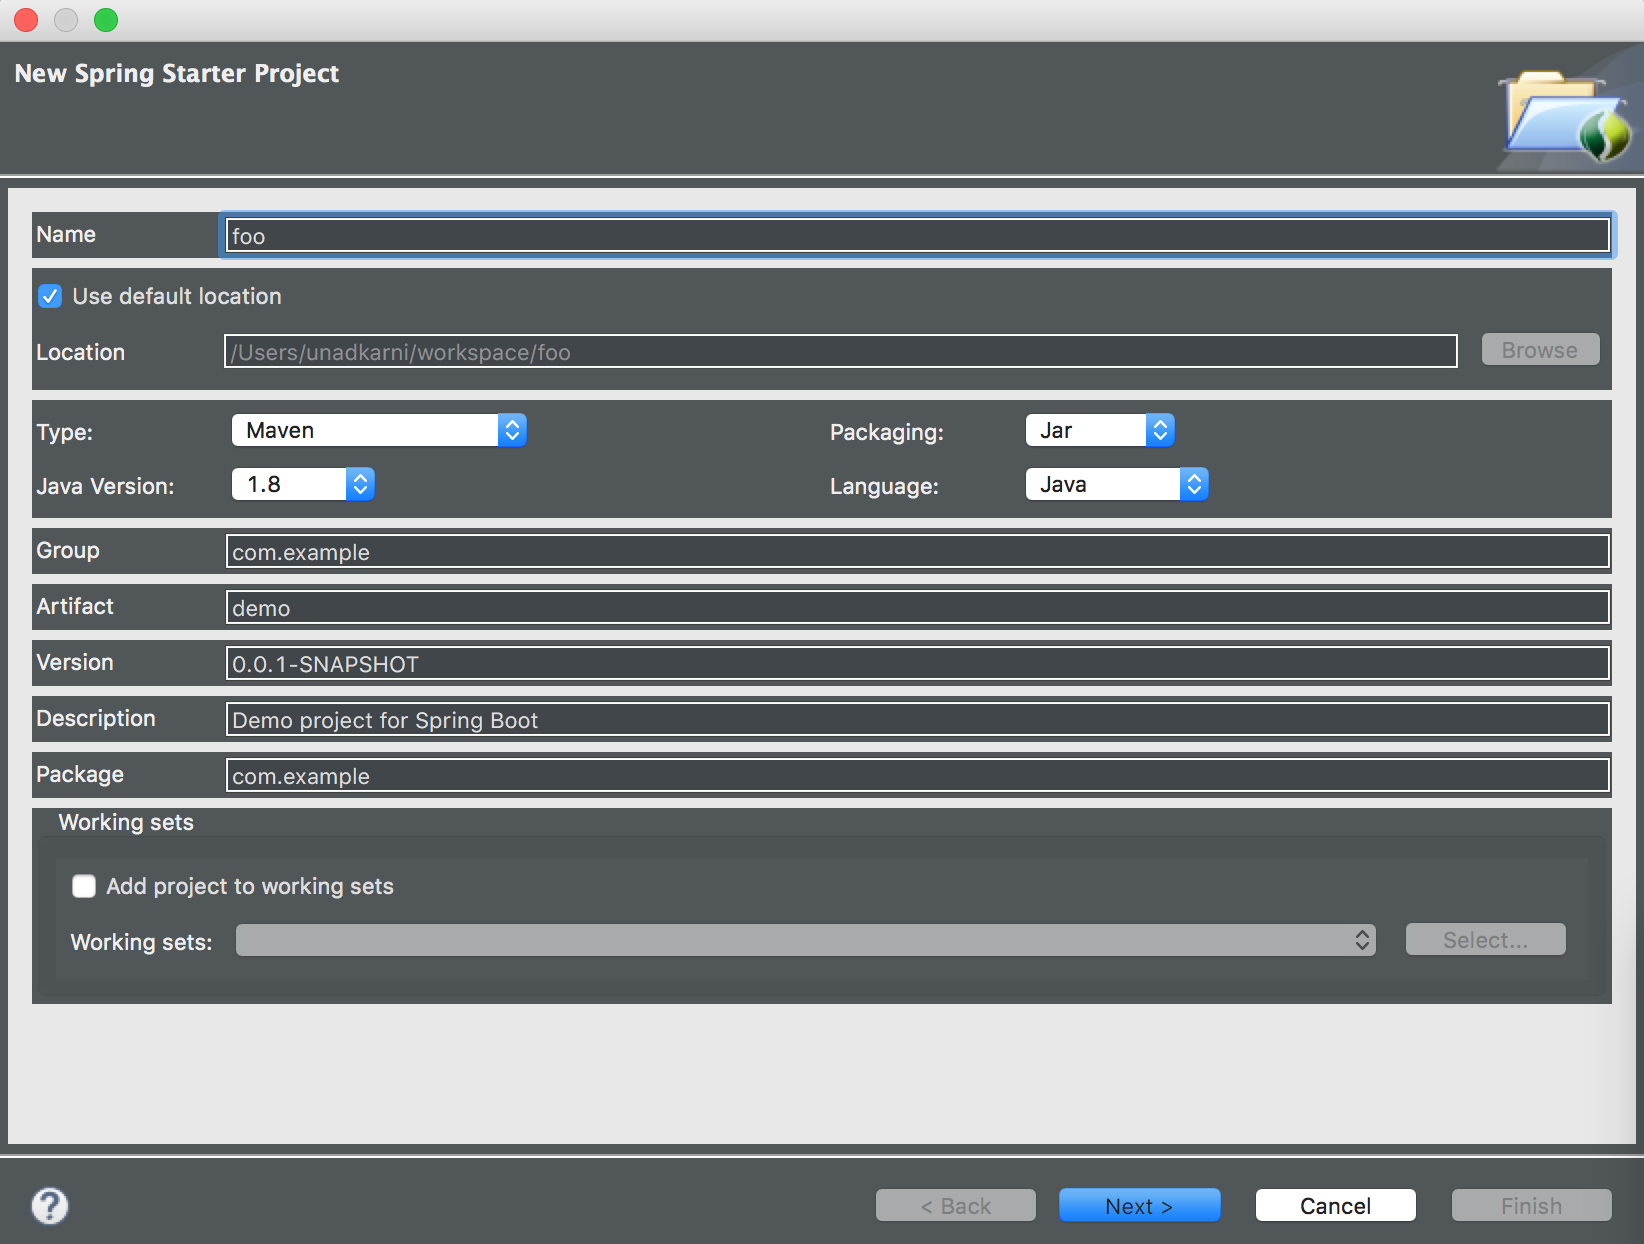 New Spring Starter Project
Name foo
Use default location
Location /Users/unadkarni/workspace/foo Browse
Type: Maven Packaging: Jar
Java Version: 1.8 Language: Java
Group com.example
Artifact demo
Version 0.0.1-SNAPSHOT
Description Demo project for Spring Boot
Package com.example
Working sets
Add project to working sets
Working sets: Select...
? < Back Next > Cancel Finish